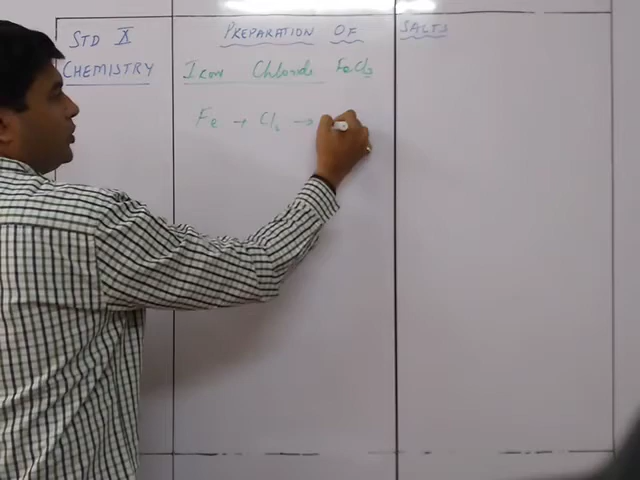 STD X
CHEMISTRY
PREPARATION OF SALTS
Iron Chloride FeCl3
Fe + Cl2 →